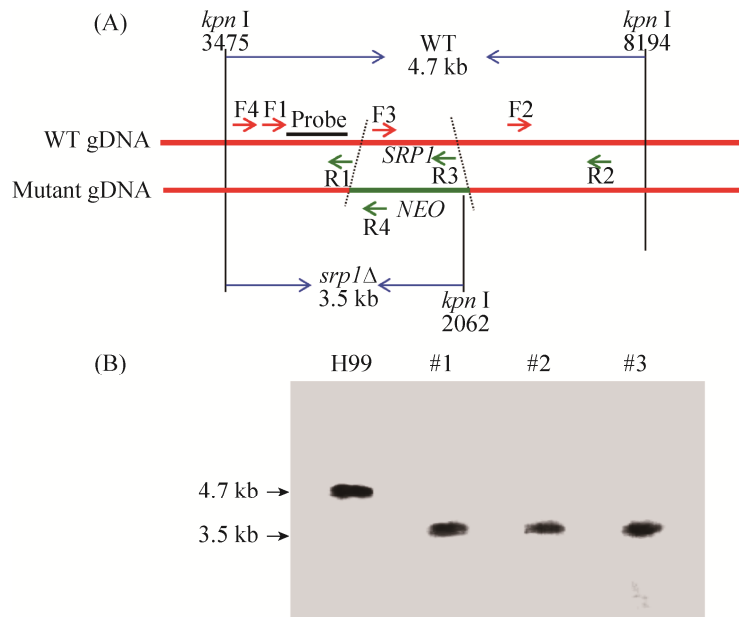 (A)
kpn I
3475
WT
4.7 kb
kpn I
8194
F4 F1 Probe F3 F2
WT gDNA
SRP1
R1 R3 R2
Mutant gDNA
NEO
R4
srp1Δ
3.5 kb
kpn I
2062
(B)
H99 #1 #2 #3
4.7 kb
3.5 kb